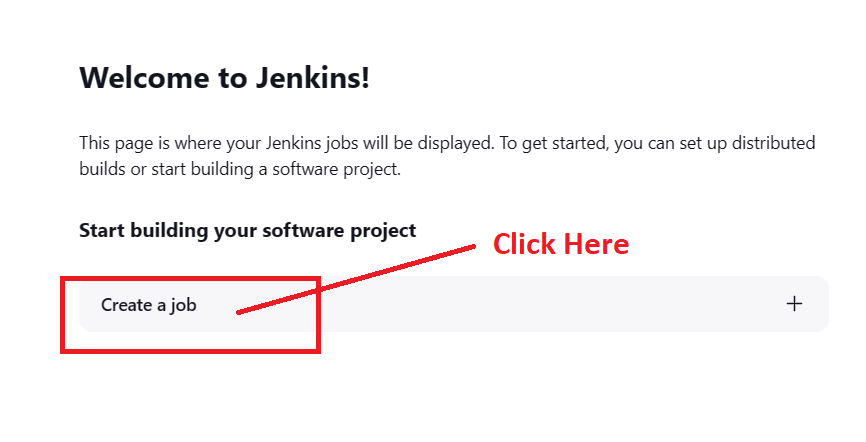 Welcome to Jenkins!
This page is where your Jenkins jobs will be displayed. To get started, you can set up distributed
builds or start building a software project.
Start building your software project
Click Here
Create a job +